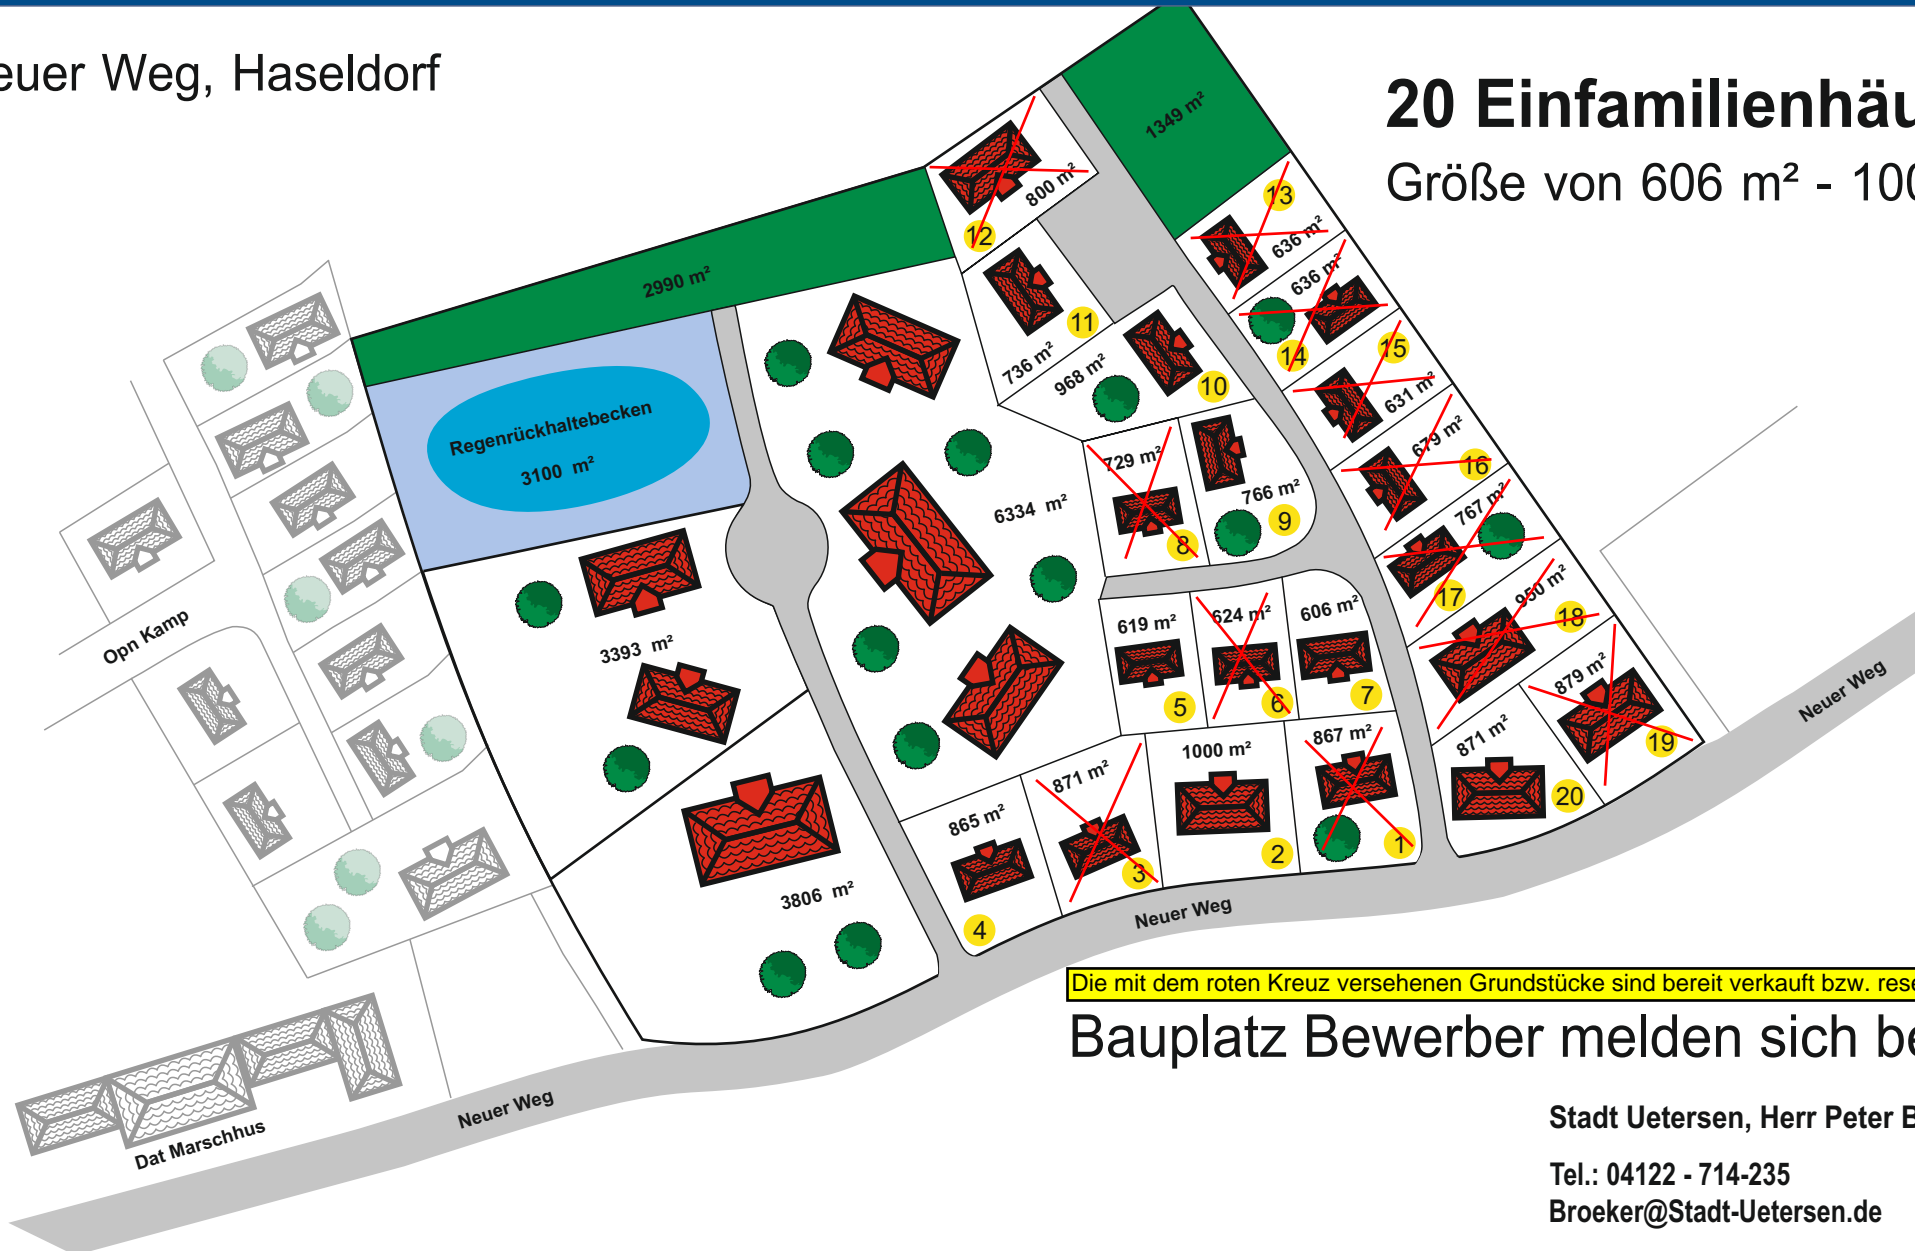 euer Weg, Haseldorf
20 Einfamilienhäu
Größe von 606 m² - 100
1349 m²
2990 m²
800 m²
12
13
636 m²
636 m²
14
15
631 m²
679 m²
16
767 m²
17
950 m²
18
879 m²
19
871 m²
20
11
736 m²
968 m²
10
729 m²
8
766 m²
9
Regenrückhaltebecken
3100 m²
6334 m²
3393 m²
3806 m²
619 m²
5
624 m²
6
606 m²
7
865 m²
4
871 m²
3
1000 m²
2
867 m²
1
Opn Kamp
Neuer Weg
Neuer Weg
Neuer Weg
Dat Marschhus
Die mit dem roten Kreuz versehenen Grundstücke sind bereit verkauft bzw. rese
Bauplatz Bewerber melden sich be
Stadt Uetersen, Herr Peter B
Tel.: 04122 - 714-235
Broeker@Stadt-Uetersen.de